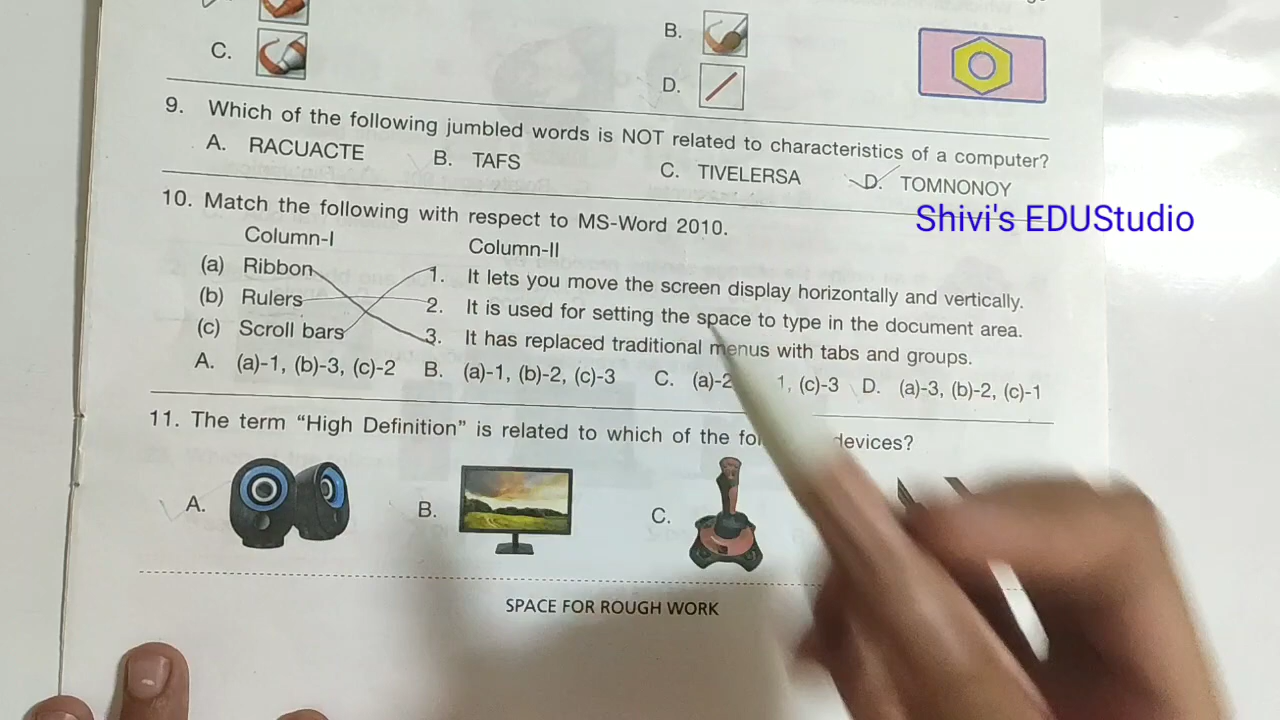 B.
C.
D.
9. Which of the following jumbled words is NOT related to characteristics of a computer?
A. RACUACTE B. TAFS C. TIVELERSA D. TOMNONOY
Shivi's EDUStudio
10. Match the following with respect to MS-Word 2010.
Column-I Column-II
(a) Ribbon 1. It lets you move the screen display horizontally and vertically.
(b) Rulers 2. It is used for setting the space to type in the document area.
(c) Scroll bars 3. It has replaced traditional menus with tabs and groups.
A. (a)-1, (b)-3, (c)-2 B. (a)-1, (b)-2, (c)-3 C. (a)-2 1, (c)-3 D. (a)-3, (b)-2, (c)-1
11. The term “High Definition” is related to which of the devices?
A. B. C.
SPACE FOR ROUGH WORK